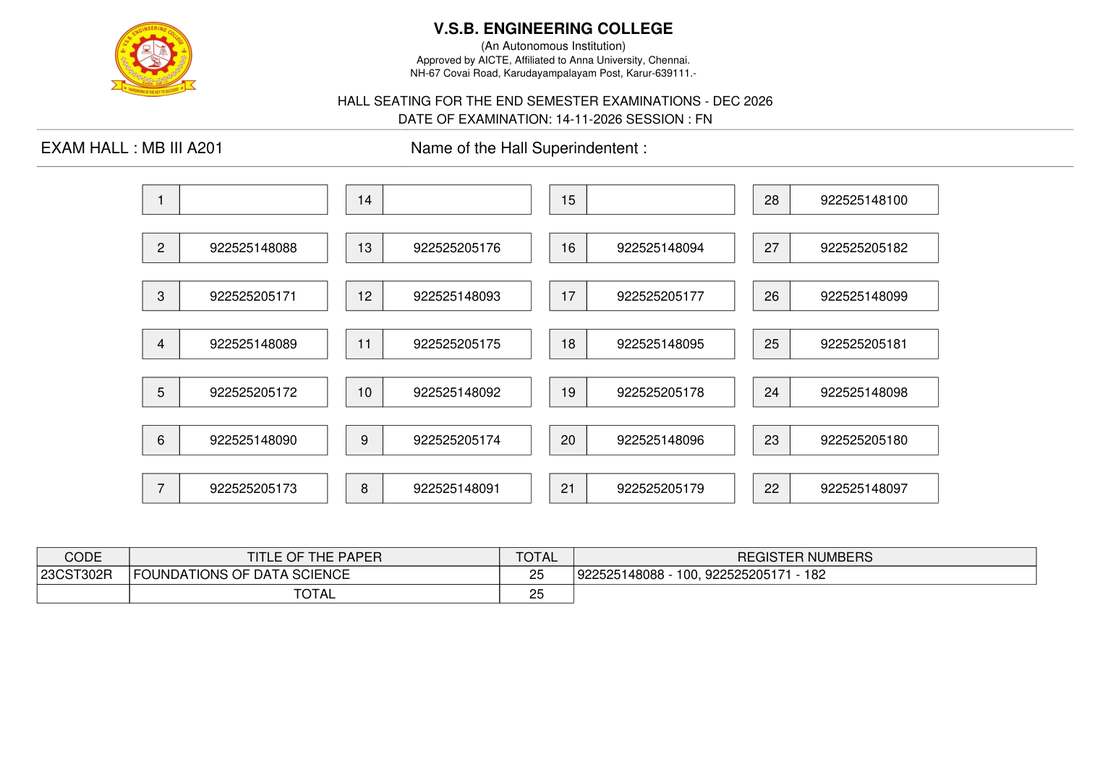 V.S.B. ENGINEERING COLLEGE
(An Autonomous Institution)
Approved by AICTE, Affiliated to Anna University, Chennai.
NH-67 Covai Road, Karudayampalayam Post, Karur-639111.-
HALL SEATING FOR THE END SEMESTER EXAMINATIONS - DEC 2026
DATE OF EXAMINATION: 14-11-2026 SESSION : FN
EXAM HALL : MB III A201 Name of the Hall Superindentent :
1 14 15 28 922525148100
2 922525148088 13 922525205176 16 922525148094 27 922525205182
3 922525205171 12 922525148093 17 922525205177 26 922525148099
4 922525148089 11 922525205175 18 922525148095 25 922525205181
5 922525205172 10 922525148092 19 922525205178 24 922525148098
6 922525148090 9 922525205174 20 922525148096 23 922525205180
7 922525205173 8 922525148091 21 922525205179 22 922525148097
CODE TITLE OF THE PAPER TOTAL REGISTER NUMBERS
23CST302R FOUNDATIONS OF DATA SCIENCE 25 922525148088 - 100, 922525205171 - 182
TOTAL 25